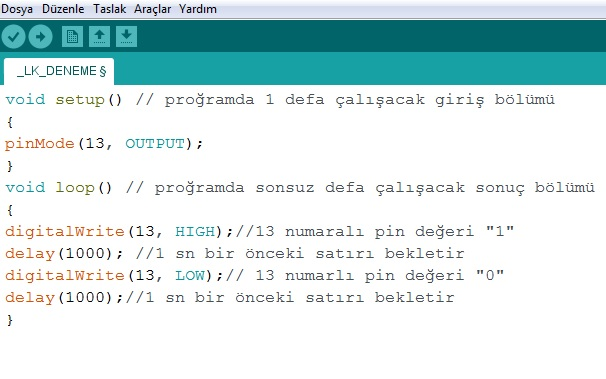 Dosya Düzenle Taslak Araçlar Yardım
_LK_DENEME §
void setup() // proğramda 1 defa çalışacak giriş bölümü
{
pinMode(13, OUTPUT);
}
void loop() // proğramda sonsuz defa çalışacak sonuç bölümü
{
digitalWrite(13, HIGH);//13 numaralı pin değeri "1"
delay(1000); //1 sn bir önceki satırı bekletir
digitalWrite(13, LOW);// 13 numarlı pin değeri "0"
delay(1000);//1 sn bir önceki satırı bekletir
}